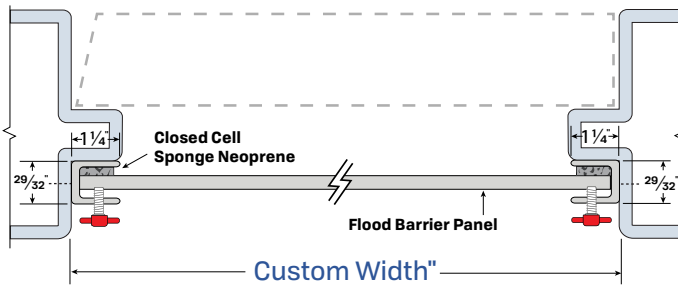 1 ¼" 1 ¼"
Closed Cell
Sponge Neoprene
29/32" 29/32"
Flood Barrier Panel
Custom Width"